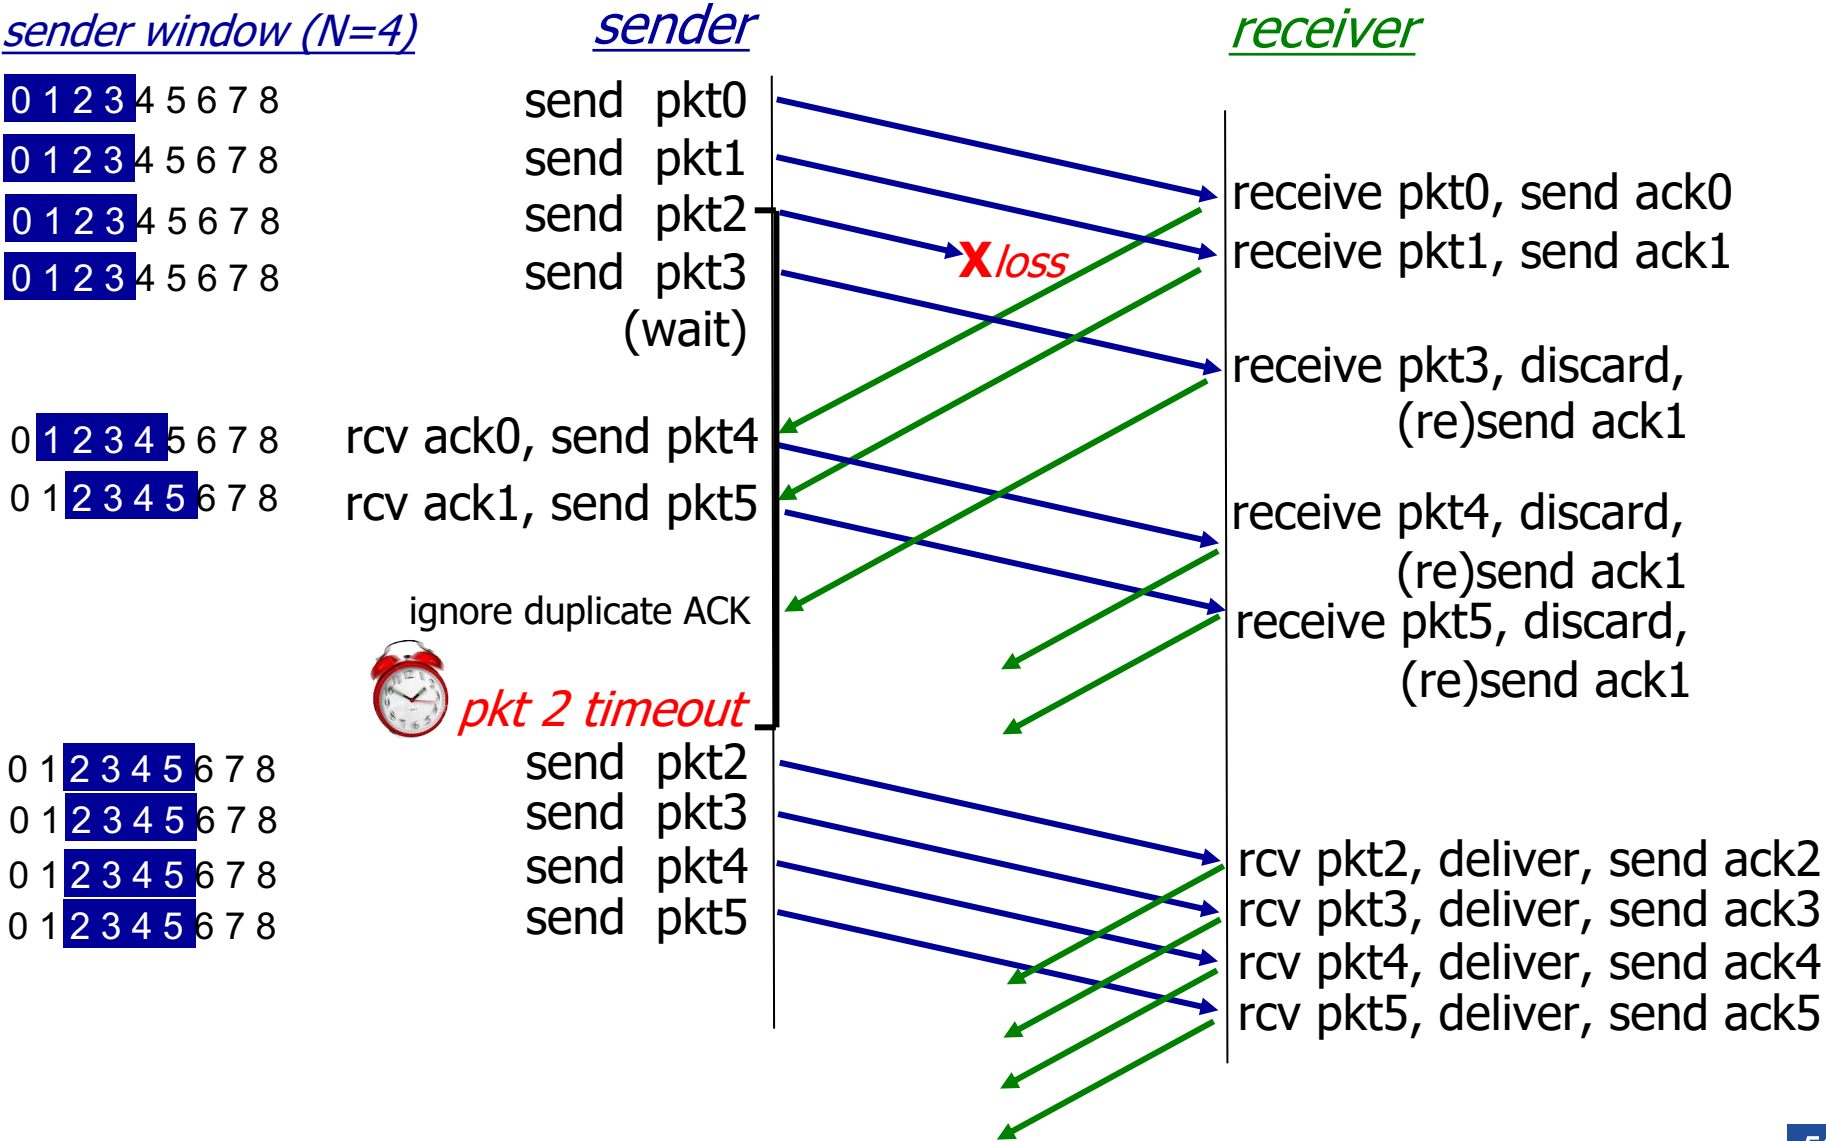 sender window (N=4) sender receiver
0 1 2 3 4 5 6 7 8 send pkt0
0 1 2 3 4 5 6 7 8 send pkt1
receive pkt0, send ack0
0 1 2 3 4 5 6 7 8 send pkt2
X loss
receive pkt1, send ack1
0 1 2 3 4 5 6 7 8 send pkt3
(wait)
receive pkt3, discard,
(re)send ack1
0 1 2 3 4 5 6 7 8 rcv ack0, send pkt4
0 1 2 3 4 5 6 7 8 rcv ack1, send pkt5
receive pkt4, discard,
(re)send ack1
ignore duplicate ACK
receive pkt5, discard,
(re)send ack1
pkt 2 timeout
0 1 2 3 4 5 6 7 8 send pkt2
0 1 2 3 4 5 6 7 8 send pkt3
0 1 2 3 4 5 6 7 8 send pkt4
rcv pkt2, deliver, send ack2
0 1 2 3 4 5 6 7 8 send pkt5
rcv pkt3, deliver, send ack3
rcv pkt4, deliver, send ack4
rcv pkt5, deliver, send ack5